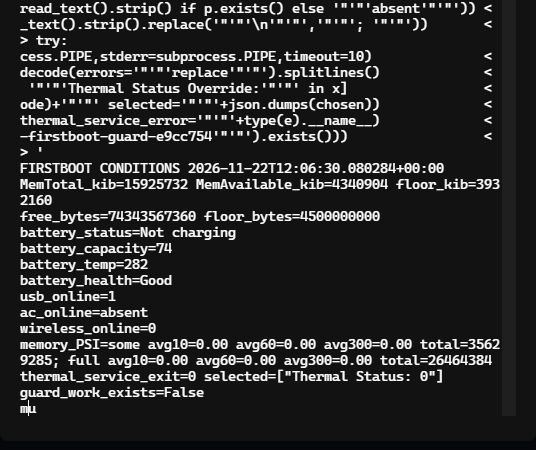 read_text().strip() if p.exists() else '"'"'absent'"'"')) <
_text().strip().replace('"'"'\n'"'"','"'"'; '"'"')) <
> try:
cess.PIPE,stderr=subprocess.PIPE,timeout=10) <
decode(errors='"'"'replace'"'"').splitlines() <
'"'"'Thermal Status Override:'"'"' in x] <
ode)+'"'"' selected='"'"'+json.dumps(chosen)) <
thermal_service_error='"'"'+type(e).__name__) <
-firstboot-guard-e9cc754'"'"').exists())) <
> '
FIRSTBOOT CONDITIONS 2026-11-22T12:06:30.080284+00:00
MemTotal_kib=15925732 MemAvailable_kib=4340904 floor_kib=393
2160
free_bytes=74343567360 floor_bytes=4500000000
battery_status=Not charging
battery_capacity=74
battery_temp=282
battery_health=Good
usb_online=1
ac_online=absent
wireless_online=0
memory_PSI=some avg10=0.00 avg60=0.00 avg300=0.00 total=3562
9285; full avg10=0.00 avg60=0.00 avg300=0.00 total=26464384
thermal_service_exit=0 selected=["Thermal Status: 0"]
guard_work_exists=False
mu